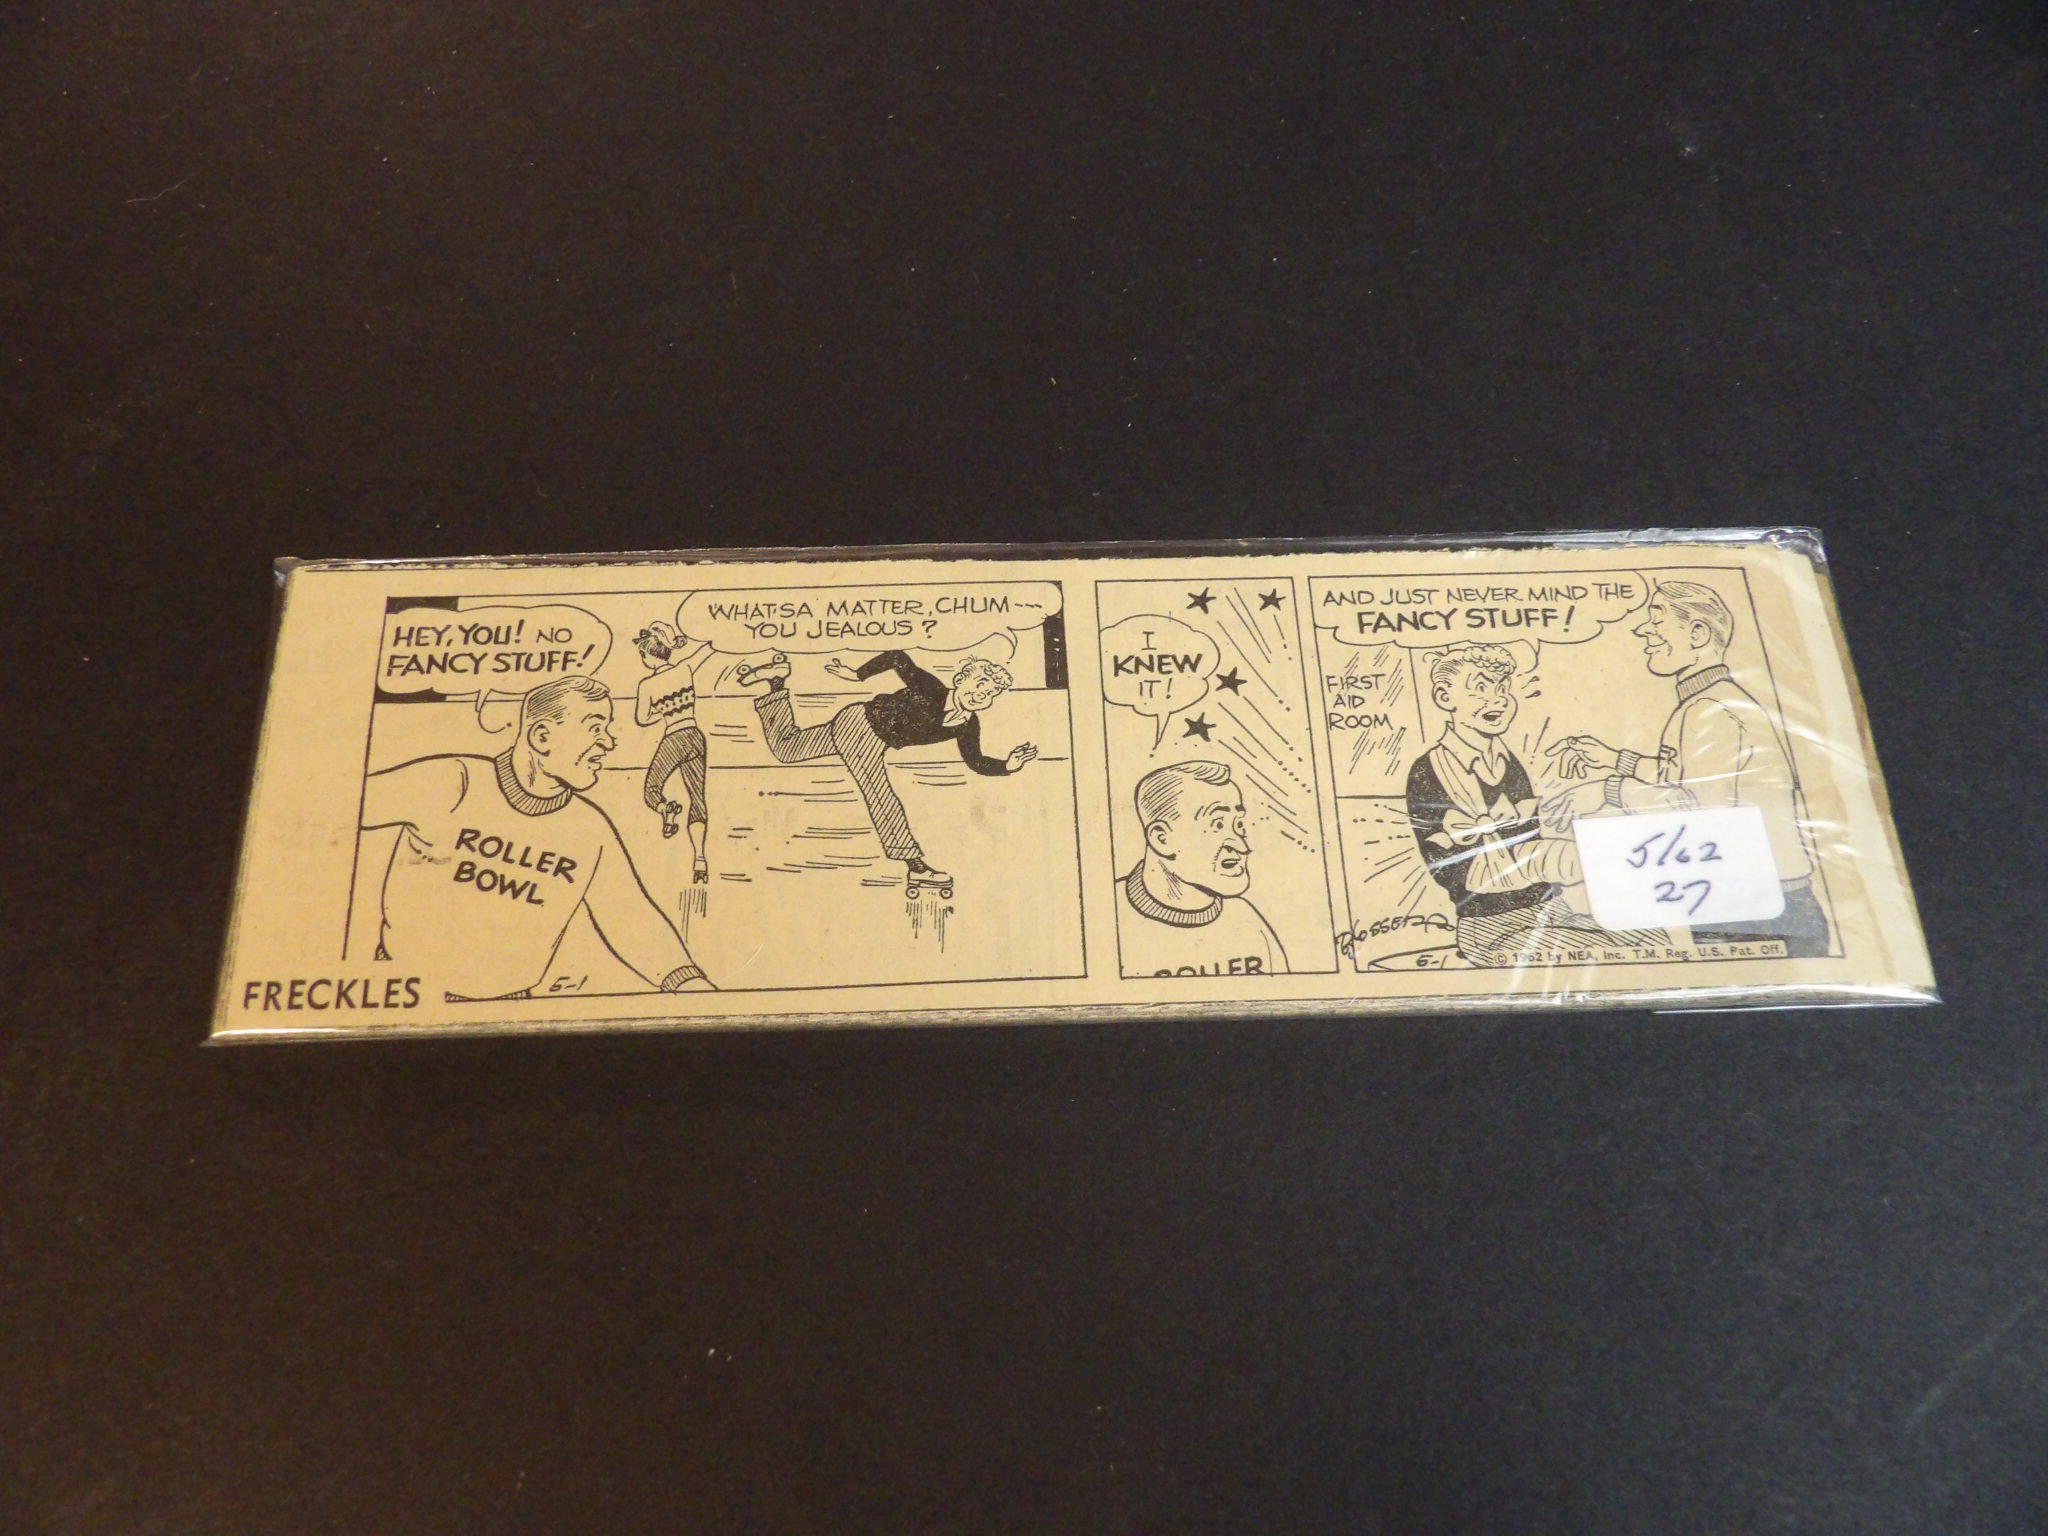 HEY, YOU! NO
FANCY STUFF!
WHATSA MATTER, CHUM---
YOU JEALOUS?
ROLLER
BOWL
5-1
FRECKLES
I
KNEW
IT!
ROLLER
AND JUST NEVER MIND THE
FANCY STUFF!
FIRST
AID
ROOM
BLOSSER
5-1
© 1962 by NEA, Inc. T.M. Reg. U.S. Pat. Off.
5/62
27